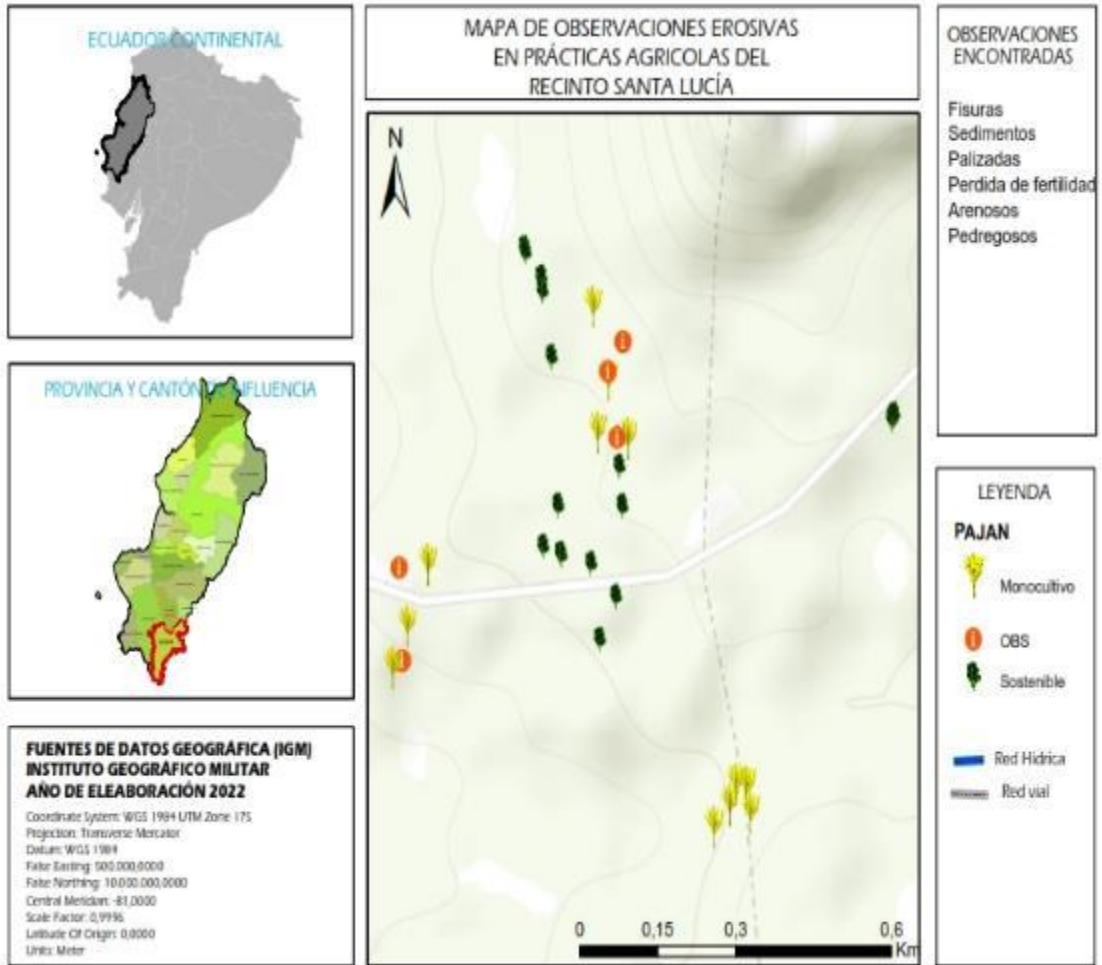 ECUADOR CONTINENTAL
PROVINCIA Y CANTÓN DE INFLUENCIA
FUENTES DE DATOS GEOGRÁFICA (IGM)
INSTITUTO GEOGRÁFICO MILITAR
AÑO DE ELEABORACIÓN 2022
Coordinate System: WGS 1984 UTM Zone 17S
Projection: Transverse Mercator
Datum: WGS 1984
False Easting: 500.000,0000
False Northing: 10.000.000,0000
Central Meridian: -81,0000
Scale Factor: 0,9996
Latitude Of Origin: 0,0000
Units: Meter
MAPA DE OBSERVACIONES EROSIVAS
EN PRÁCTICAS AGRICOLAS DEL
RECINTO SANTA LUCÍA
N
0 0,15 0,3 0,6
Km
OBSERVACIONES
ENCONTRADAS
Fisuras
Sedimentos
Palizadas
Perdida de fertilidad
Arenosos
Pedregosos
LEYENDA
PAJAN
Monocultivo
OBS
Sostenible
Red Hidrica
Red vial